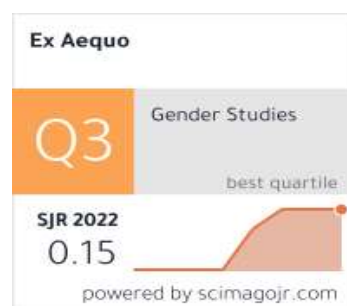 Ex Aequo
Q3
Gender Studies
best quartile
SJR 2022
0.15
powered by scimagojr.com